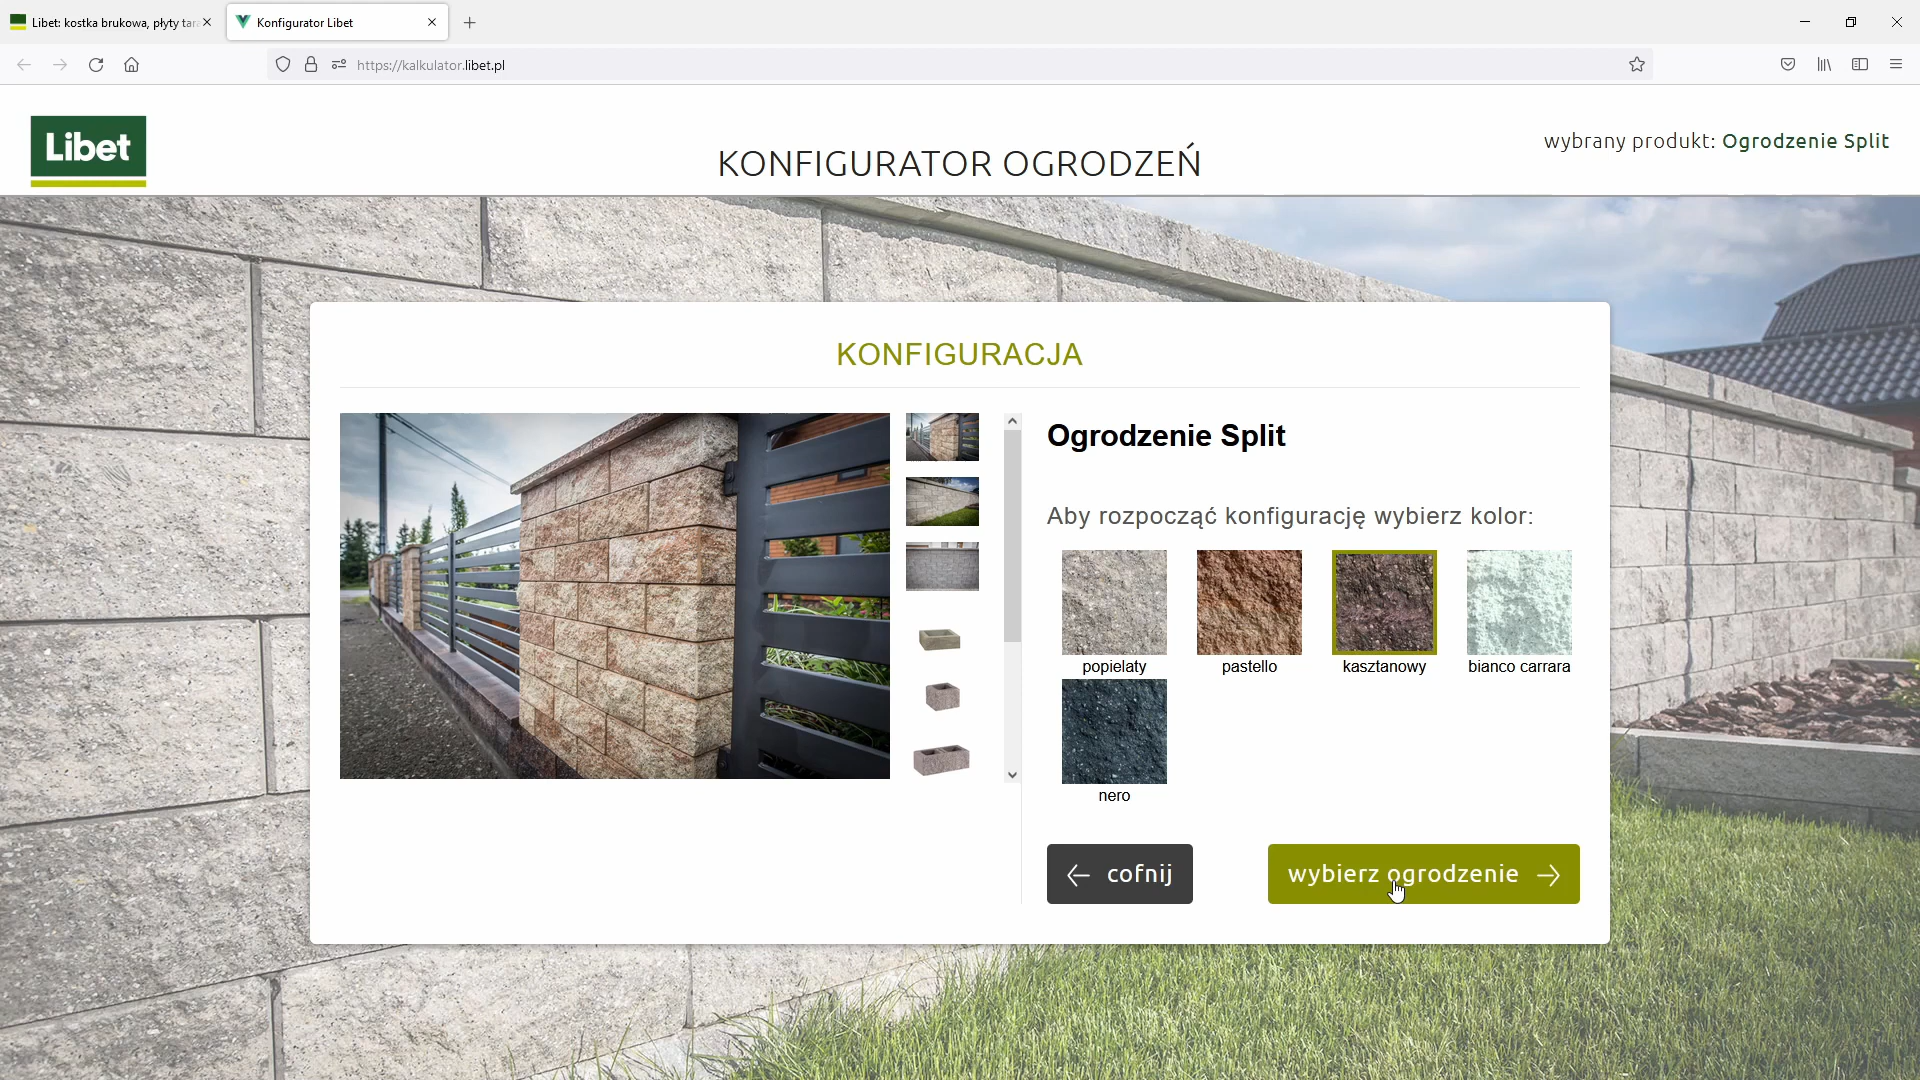 Libet: kostka brukowa, płyty tara
Konfigurator Libet
https://kalkulator.libet.pl
Libet
KONFIGURATOR OGRODZEŃ
wybrany produkt: Ogrodzenie Split
KONFIGURACJA
Ogrodzenie Split
Aby rozpocząć konfigurację wybierz kolor:
popielaty
pastello
kasztanowy
bianco carrara
nero
cofnij
wybierz ogrodzenie